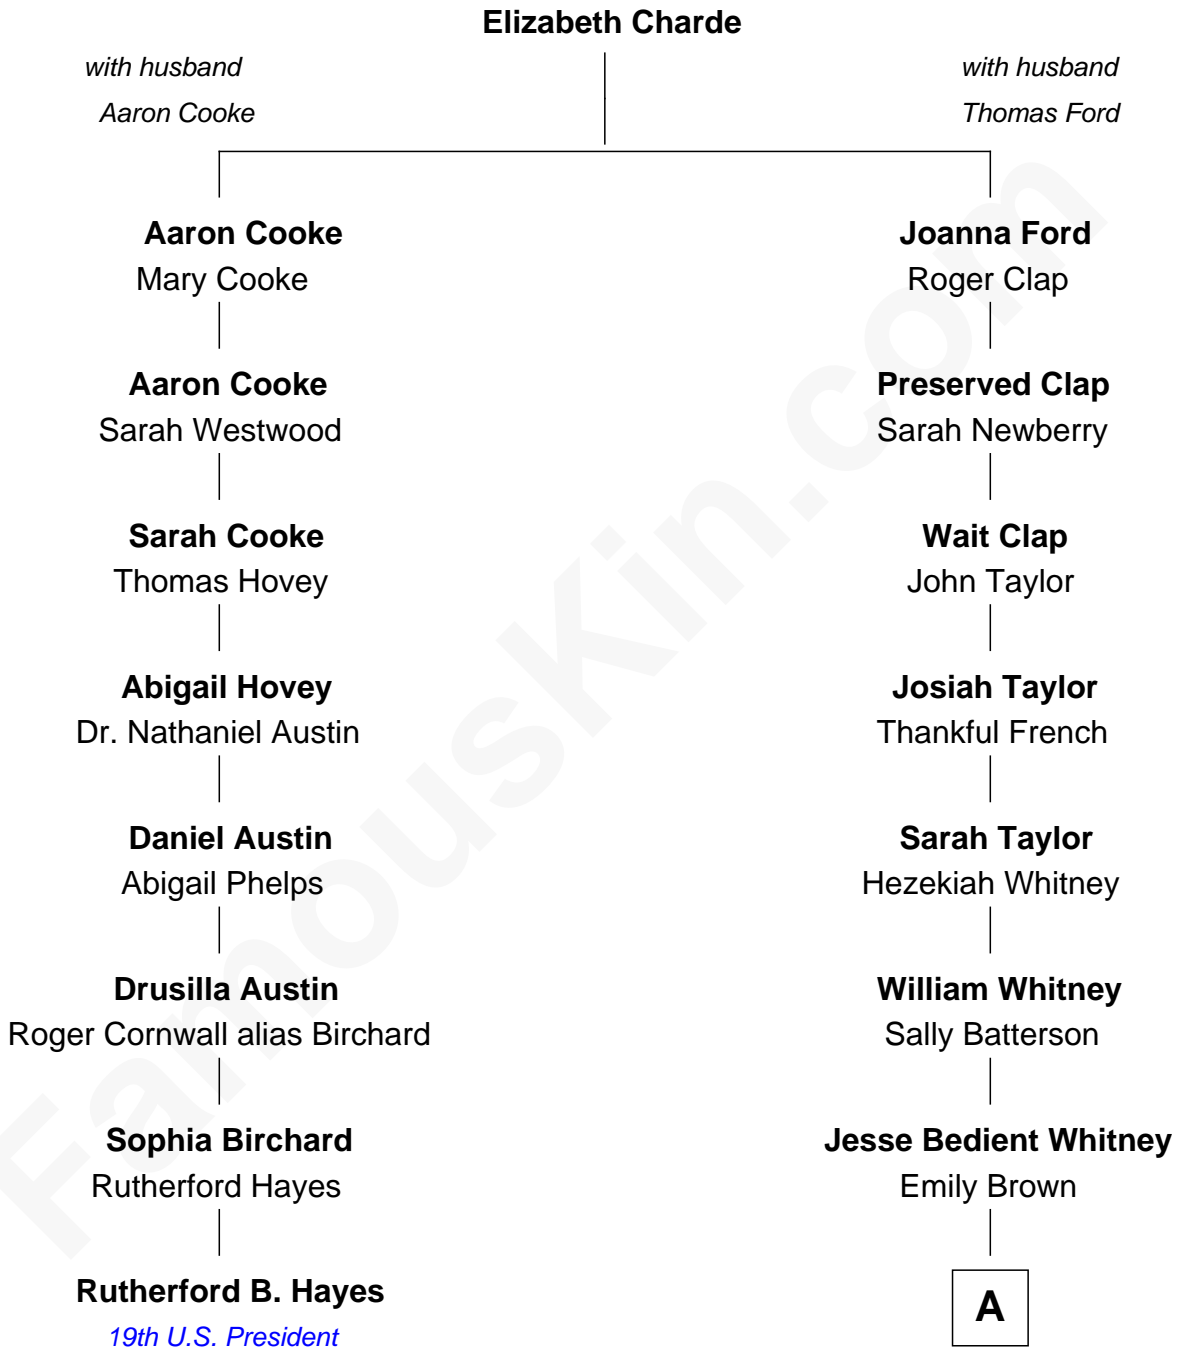 Elizabeth Charde
with husband
Aaron Cooke
with husband
Thomas Ford
Aaron Cooke
Mary Cooke
Aaron Cooke
Sarah Westwood
Sarah Cooke
Thomas Hovey
Abigail Hovey
Dr. Nathaniel Austin
Daniel Austin
Abigail Phelps
Drusilla Austin
Roger Cornwall alias Birchard
Sophia Birchard
Rutherford Hayes
Rutherford B. Hayes
19th U.S. President
Joanna Ford
Roger Clap
Preserved Clap
Sarah Newberry
Wait Clap
John Taylor
Josiah Taylor
Thankful French
Sarah Taylor
Hezekiah Whitney
William Whitney
Sally Batterson
Jesse Bedient Whitney
Emily Brown
A
FamousKin.com